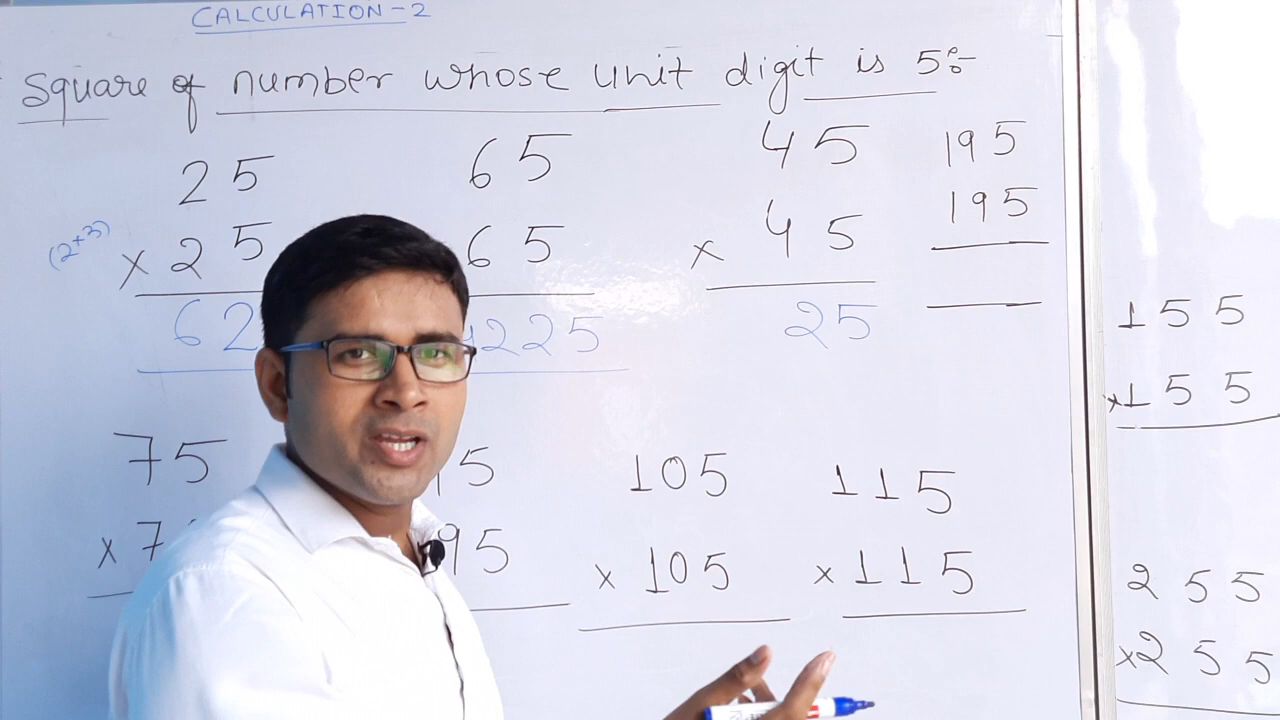 CALCULATION-2
Square of number whose unit digit is 5:-
25 65 45 195
(2+3) × 25 65 × 45 195
62 225 25
155
×155
75 5 105 115
× 7 95 × 105 × 115
255
×255